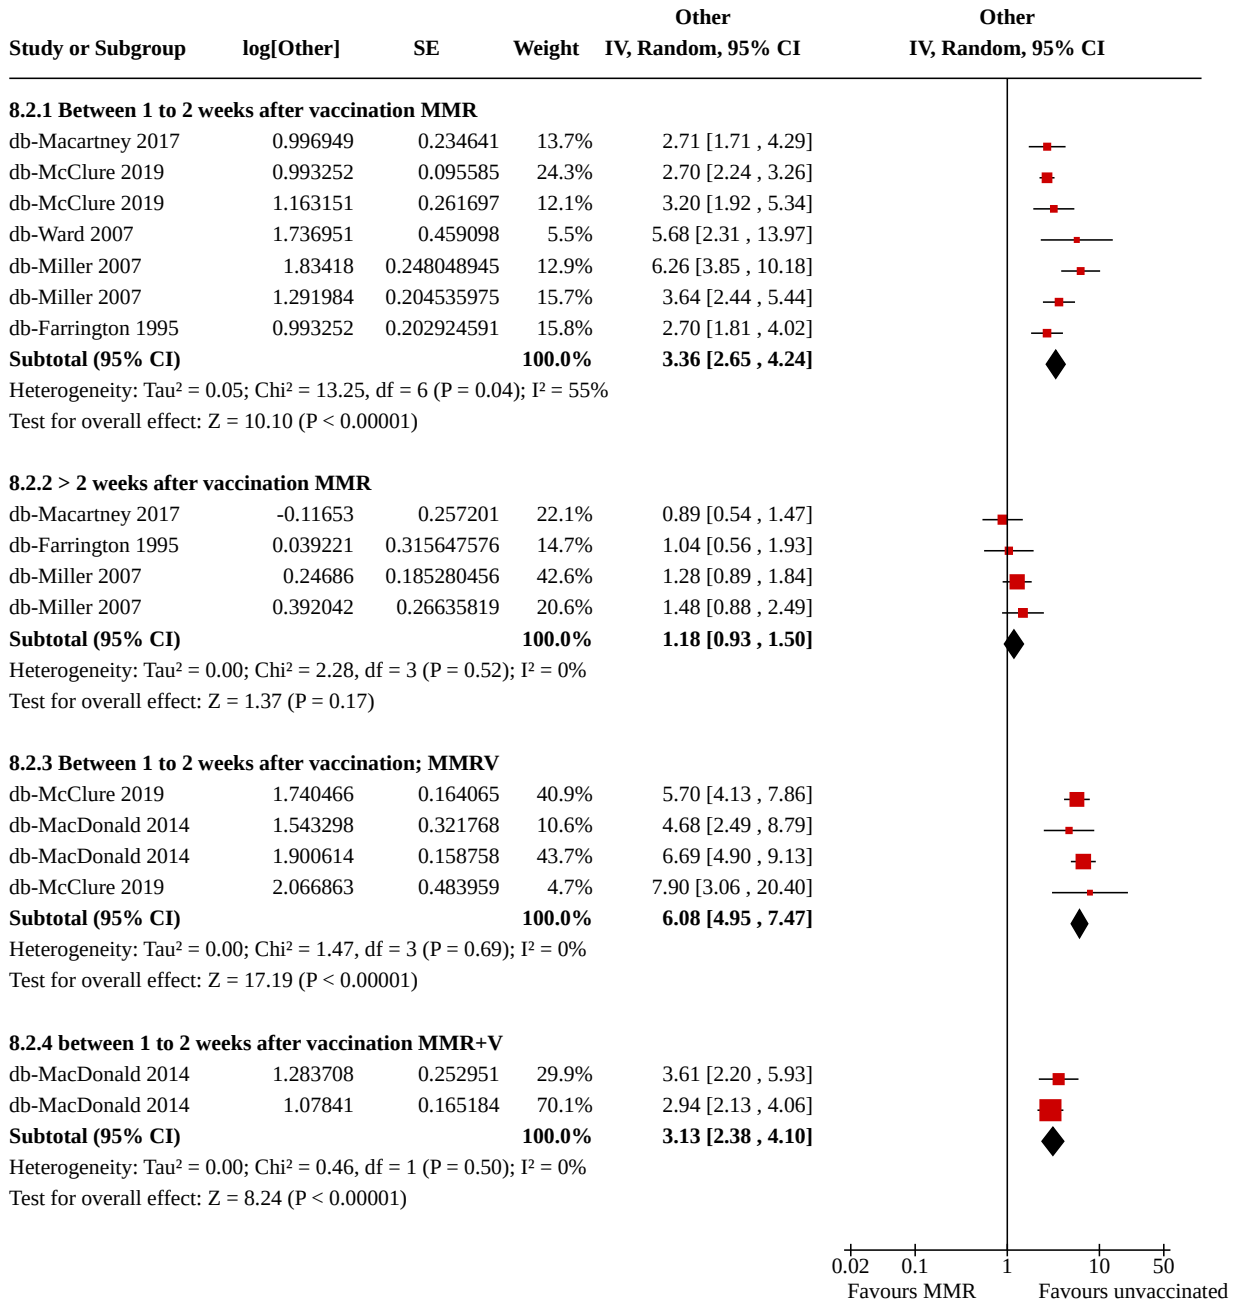 Other Other
Study or Subgroup log[Other] SE Weight IV, Random, 95% CI IV, Random, 95% CI
8.2.1 Between 1 to 2 weeks after vaccination MMR
db-Macartney 2017 0.996949 0.234641 13.7% 2.71 [1.71 , 4.29]
db-McClure 2019 0.993252 0.095585 24.3% 2.70 [2.24 , 3.26]
db-McClure 2019 1.163151 0.261697 12.1% 3.20 [1.92 , 5.34]
db-Ward 2007 1.736951 0.459098 5.5% 5.68 [2.31 , 13.97]
db-Miller 2007 1.83418 0.248048945 12.9% 6.26 [3.85 , 10.18]
db-Miller 2007 1.291984 0.204535975 15.7% 3.64 [2.44 , 5.44]
db-Farrington 1995 0.993252 0.202924591 15.8% 2.70 [1.81 , 4.02]
Subtotal (95% CI) 100.0% 3.36 [2.65 , 4.24]
Heterogeneity: Tau² = 0.05; Chi² = 13.25, df = 6 (P = 0.04); I² = 55%
Test for overall effect: Z = 10.10 (P < 0.00001)
8.2.2 > 2 weeks after vaccination MMR
db-Macartney 2017 -0.11653 0.257201 22.1% 0.89 [0.54 , 1.47]
db-Farrington 1995 0.039221 0.315647576 14.7% 1.04 [0.56 , 1.93]
db-Miller 2007 0.24686 0.185280456 42.6% 1.28 [0.89 , 1.84]
db-Miller 2007 0.392042 0.26635819 20.6% 1.48 [0.88 , 2.49]
Subtotal (95% CI) 100.0% 1.18 [0.93 , 1.50]
Heterogeneity: Tau² = 0.00; Chi² = 2.28, df = 3 (P = 0.52); I² = 0%
Test for overall effect: Z = 1.37 (P = 0.17)
8.2.3 Between 1 to 2 weeks after vaccination; MMRV
db-McClure 2019 1.740466 0.164065 40.9% 5.70 [4.13 , 7.86]
db-MacDonald 2014 1.543298 0.321768 10.6% 4.68 [2.49 , 8.79]
db-MacDonald 2014 1.900614 0.158758 43.7% 6.69 [4.90 , 9.13]
db-McClure 2019 2.066863 0.483959 4.7% 7.90 [3.06 , 20.40]
Subtotal (95% CI) 100.0% 6.08 [4.95 , 7.47]
Heterogeneity: Tau² = 0.00; Chi² = 1.47, df = 3 (P = 0.69); I² = 0%
Test for overall effect: Z = 17.19 (P < 0.00001)
8.2.4 between 1 to 2 weeks after vaccination MMR+V
db-MacDonald 2014 1.283708 0.252951 29.9% 3.61 [2.20 , 5.93]
db-MacDonald 2014 1.07841 0.165184 70.1% 2.94 [2.13 , 4.06]
Subtotal (95% CI) 100.0% 3.13 [2.38 , 4.10]
Heterogeneity: Tau² = 0.00; Chi² = 0.46, df = 1 (P = 0.50); I² = 0%
Test for overall effect: Z = 8.24 (P < 0.00001)
0.02 0.1 1 10 50
Favours MMR Favours unvaccinated